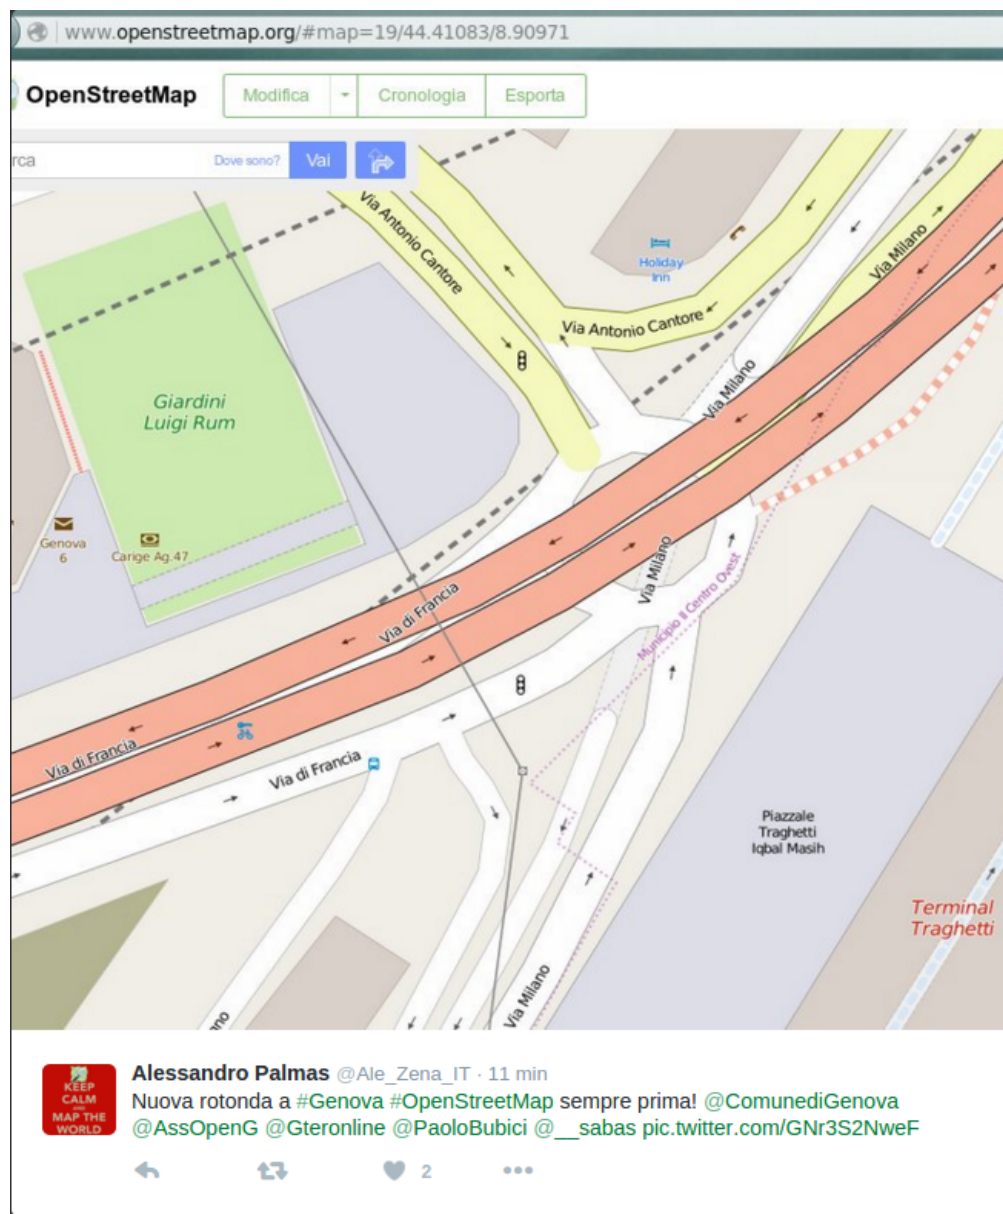 www.openstreetmap.org/#map=19/44.41083/8.90971
OpenStreetMap
Modifica
Cronologia
Esporta
rca
Dove sono?
Vai
Via Antonio Cantore
Holiday
Inn
Via Milano
Via Antonio Cantore
Via Milano
Giardini
Luigi Rum
Genova
6
Carige Ag.47
Via Milano
Municipio II Centro Ovest
Via di Francia
Via di Francia
Via di Francia
Piazzale
Traghetti
Iqbal Masih
Terminal
Traghetti
Via Milano
ano
KEEP
CALM
AND
MAP THE
WORLD
Alessandro Palmas @Ale_Zena_IT · 11 min
Nuova rotonda a #Genova #OpenStreetMap sempre prima! @ComunediGenova
@AssOpenG @Gteronline @PaoloBubici @__sabas pic.twitter.com/GNr3S2NweF
2